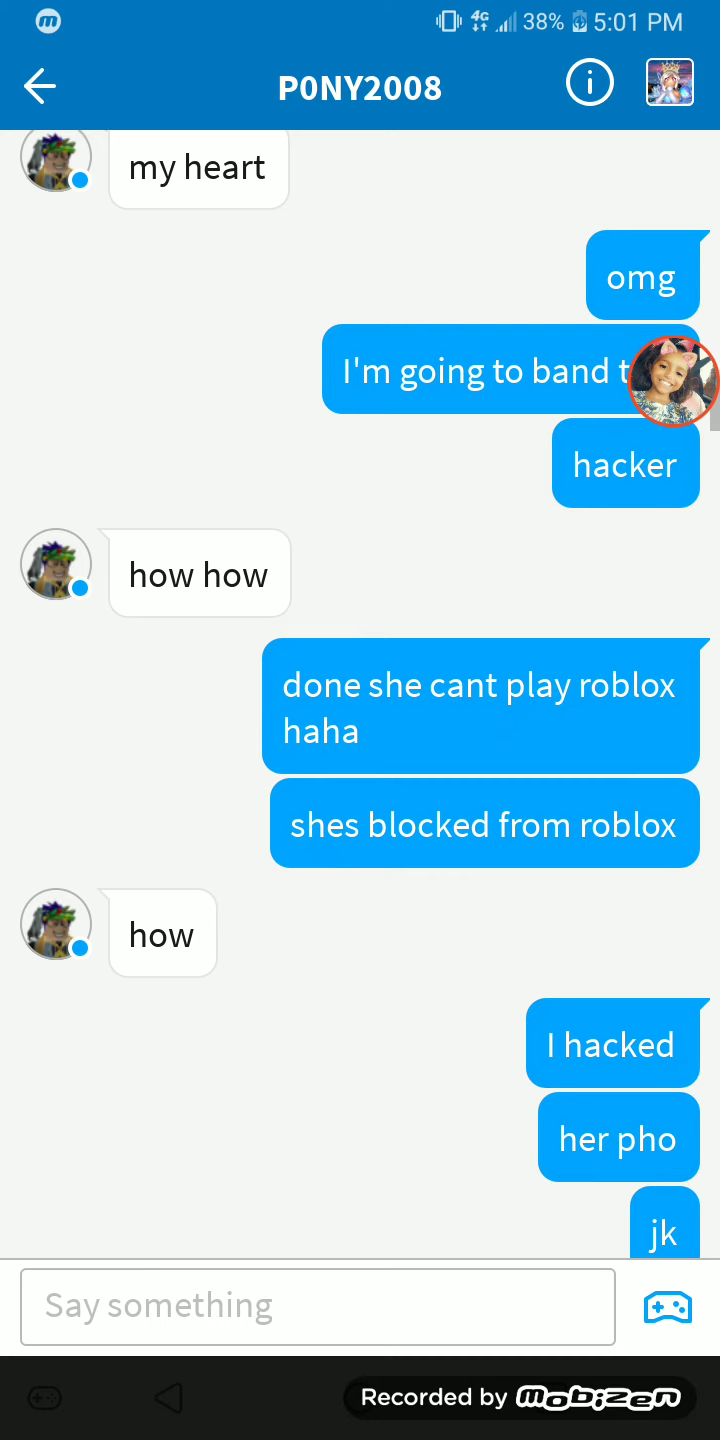 4G 38% 5:01 PM
P0NY2008
my heart
omg
I'm going to band
hacker
how how
done she cant play roblox
haha
shes blocked from roblox
how
I hacked
her pho
jk
Say something
Recorded by mobizen